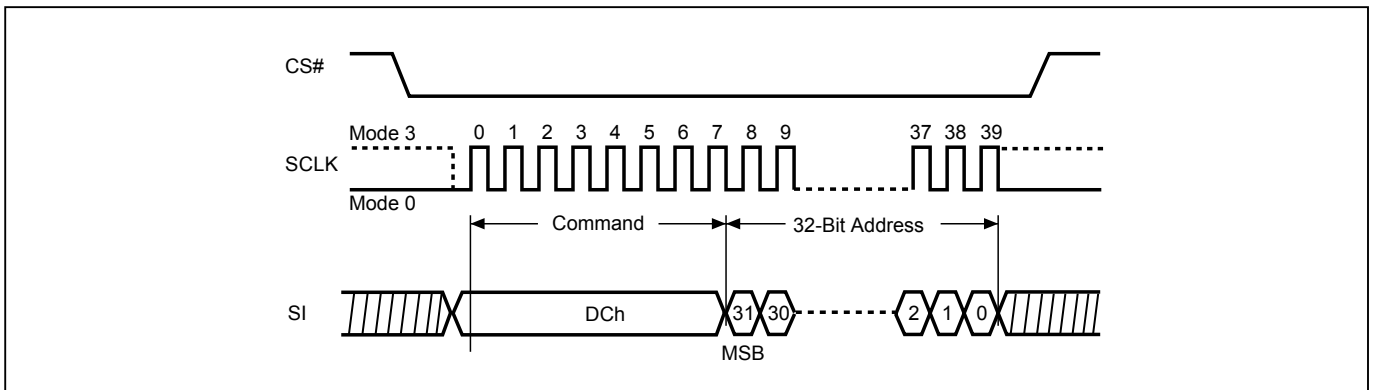 CS#
Mode 3 0 1 2 3 4 5 6 7 8 9 37 38 39
SCLK
Mode 0
Command 32-Bit Address
SI DCh 31 30 2 1 0
MSB